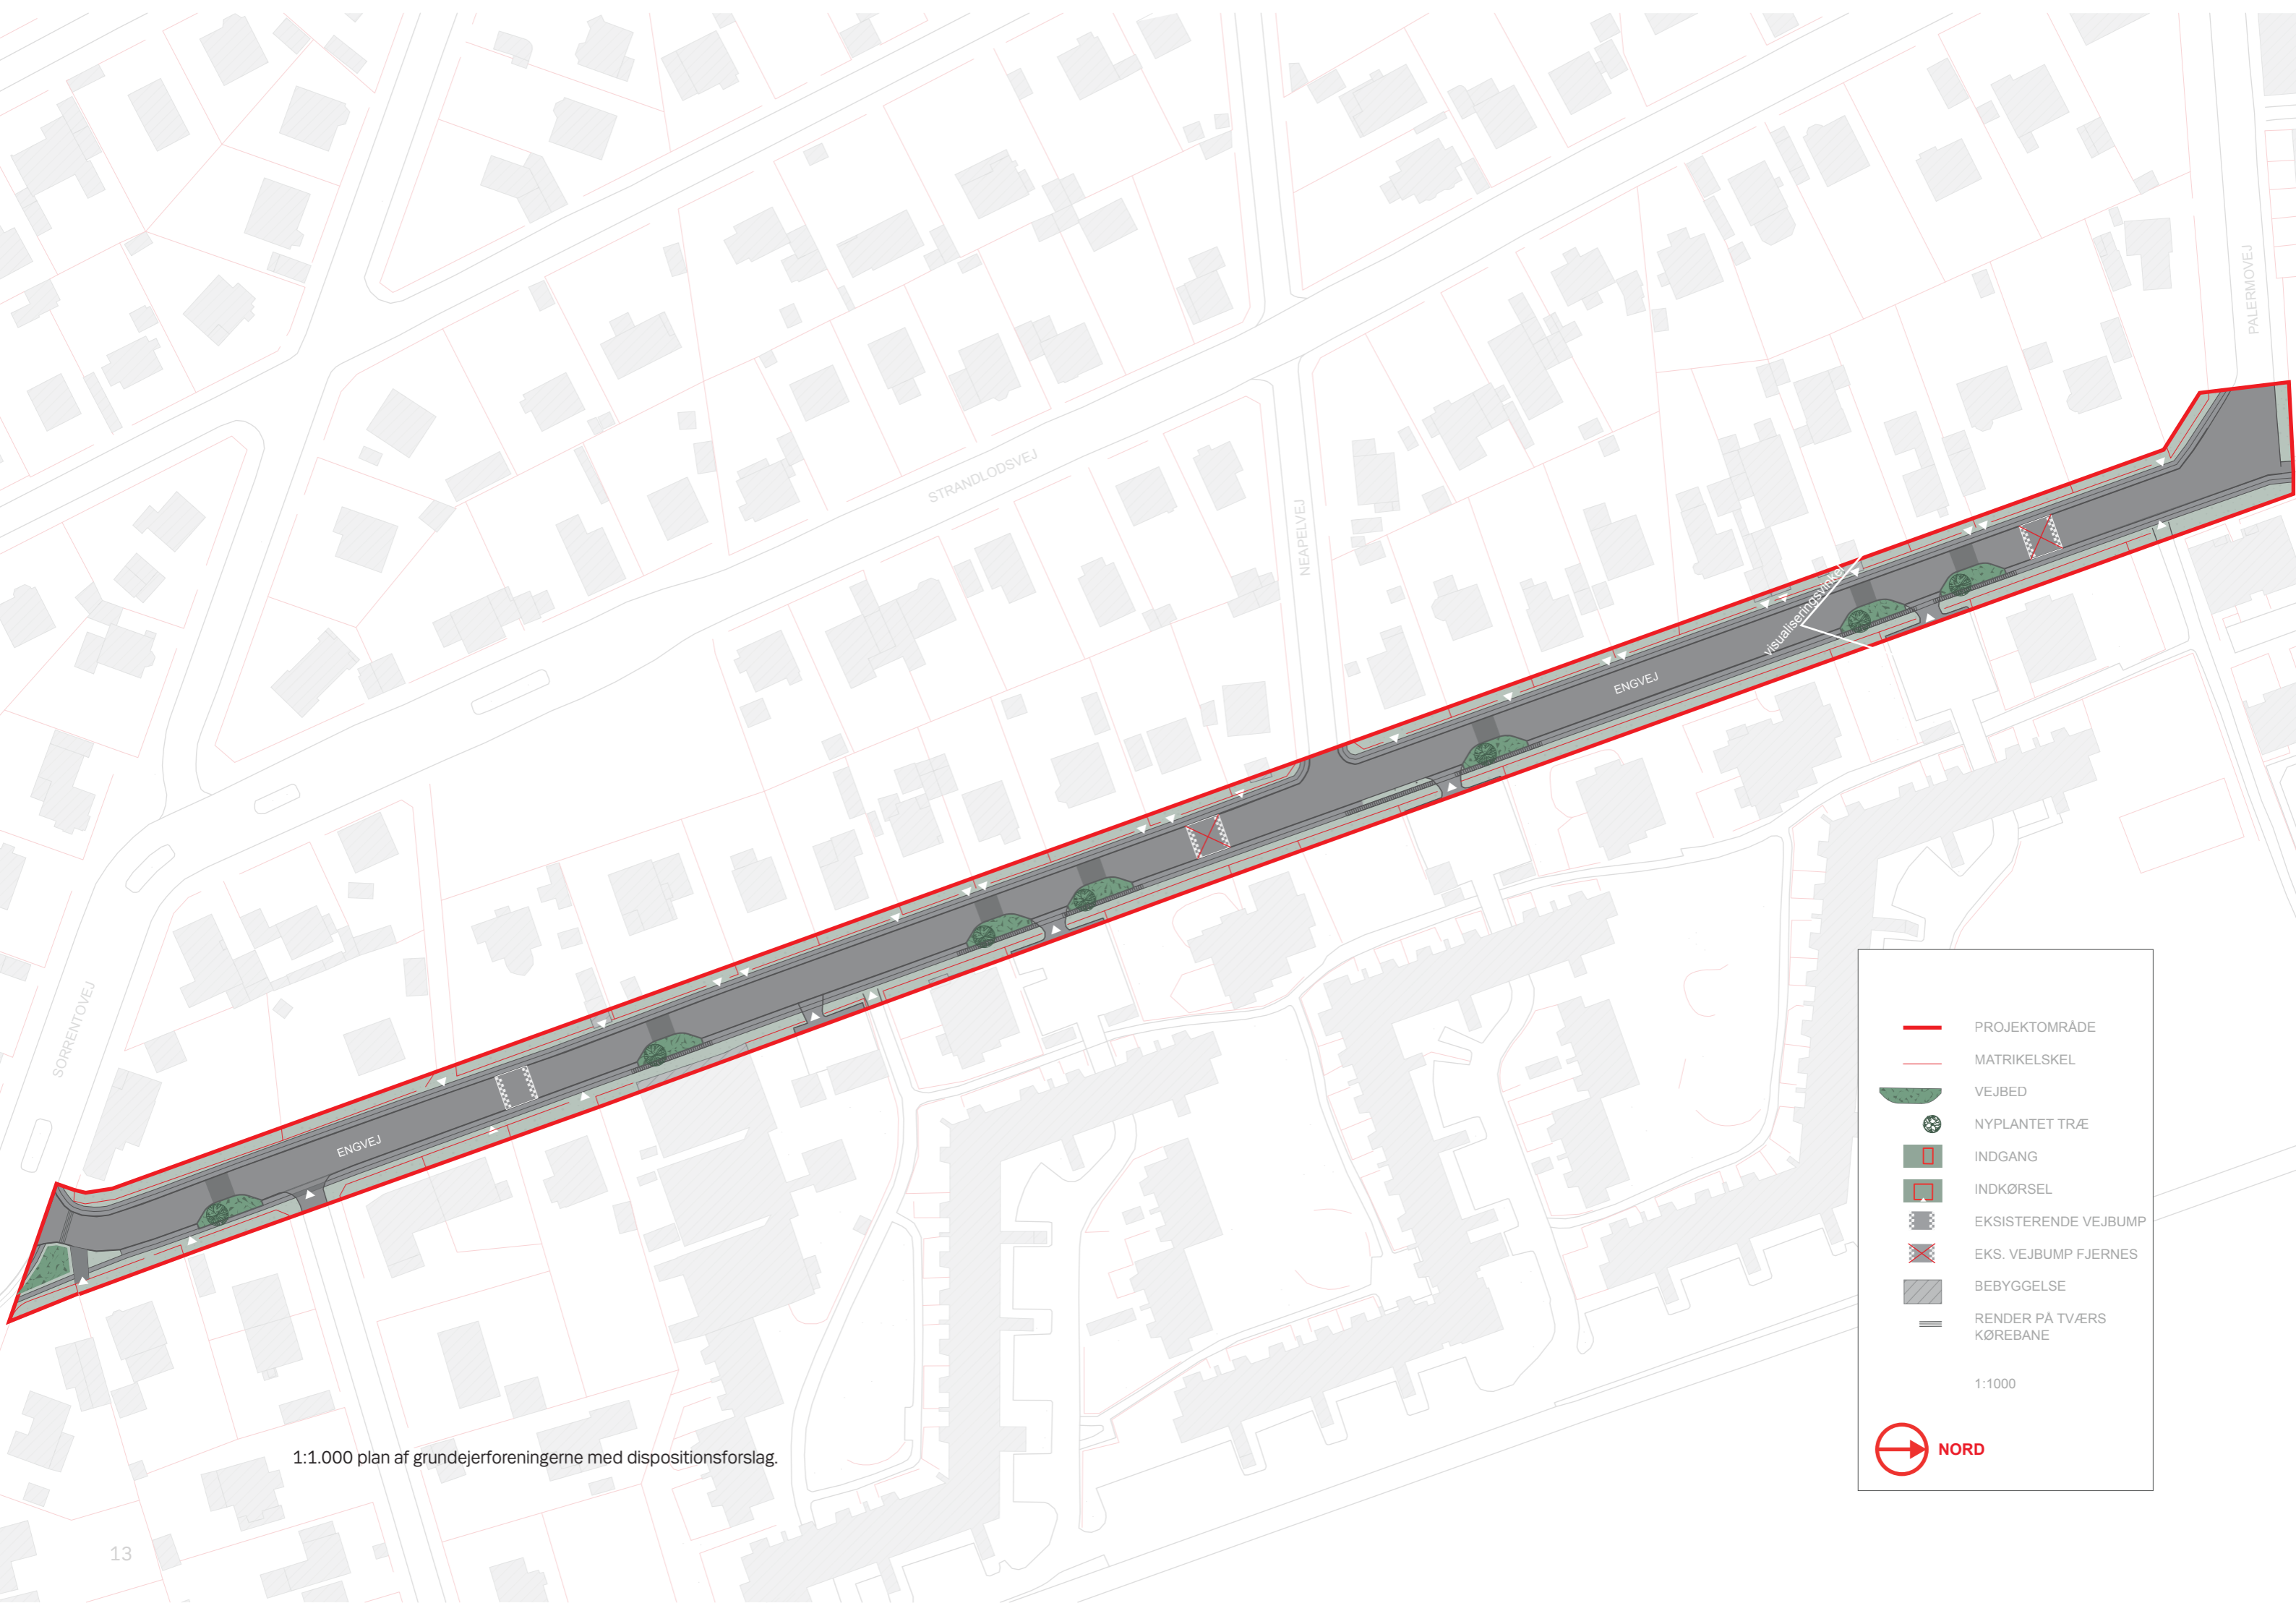 PALERMOVEJ
STRANDLODSVEJ
NEAPELVEJ
visualiseringsvinkel
ENGVEJ
SORRENTOVEJ
ENGVEJ
PROJEKTOMRÅDE
MATRIKELSKEL
VEJBED
NYPLANTET TRÆ
INDGANG
INDKØRSEL
EKSISTERENDE VEJBUMP
EKS. VEJBUMP FJERNES
BEBYGGELSE
RENDER PÅ TVÆRS
KØREBANE
1:1000
NORD
1:1.000 plan af grundejerforeningerne med dispositionsforslag.
13